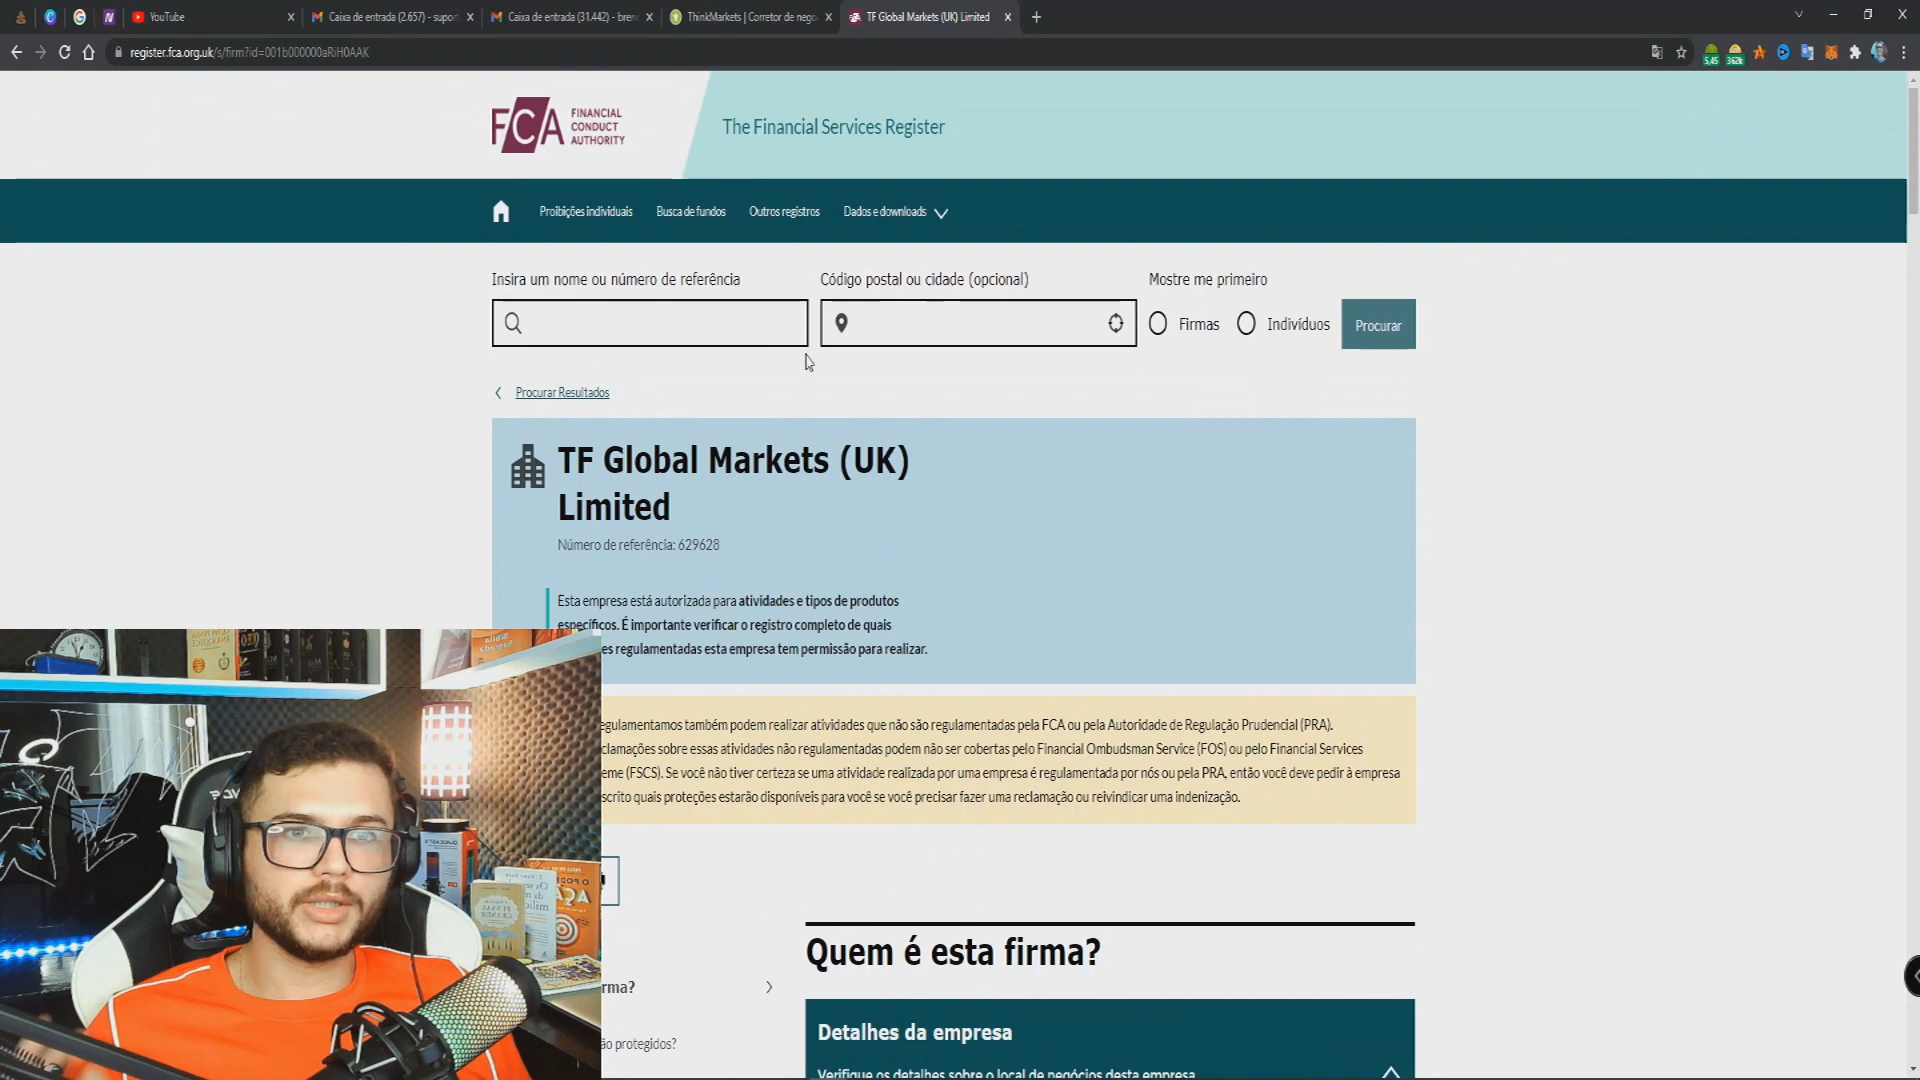 YouTube
Caixa de entrada (2.657) - supor
Caixa de entrada (31.442) - bren
ThinkMarkets | Corretor de nego
TF Global Markets (UK) Limited
register.fca.org.uk/s/firm?id=001b000000aRiH0AAK
5,45
362k
FCA
FINANCIAL
CONDUCT
AUTHORITY
The Financial Services Register
Proibições individuais
Busca de fundos
Outros registros
Dados e downloads
Insira um nome ou número de referência
Código postal ou cidade (opcional)
Mostre me primeiro
Firmas
Indivíduos
Procurar
Procurar Resultados
TF Global Markets (UK)
Limited
Número de referência: 629628
Esta empresa está autorizada para atividades e tipos de produtos
específicos. É importante verificar o registro completo de quais
es regulamentadas esta empresa tem permissão para realizar.
egulamentamos também podem realizar atividades que não são regulamentadas pela FCA ou pela Autoridade de Regulação Prudencial (PRA).
clamações sobre essas atividades não regulamentadas podem não ser cobertas pelo Financial Ombudsman Service (FOS) ou pelo Financial Services
eme (FSCS). Se você não tiver certeza se uma atividade realizada por uma empresa é regulamentada por nós ou pela PRA, então você deve pedir à empresa
scrito quais proteções estarão disponíveis para você se você precisar fazer uma reclamação ou reivindicar uma indenização.
Quem é esta firma?
rma?
Detalhes da empresa
ão protegidos?
Verifique os detalhes sobre o local de negócios desta empresa